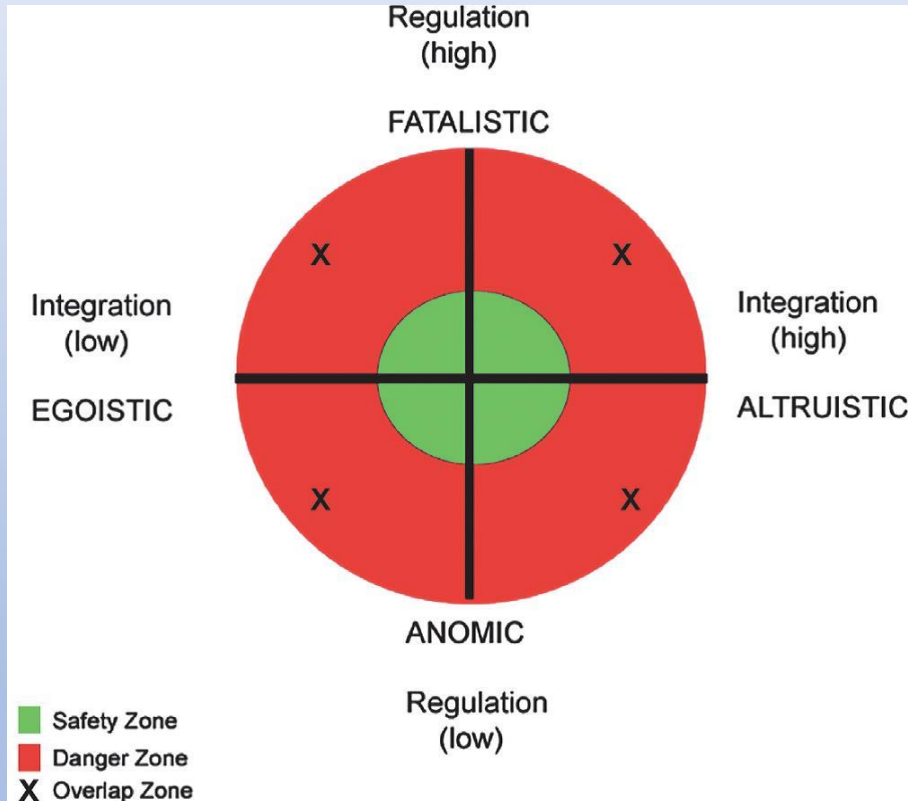 Regulation
(high)
FATALISTIC
X
X
Integration
(low)
Integration
(high)
EGOISTIC
ALTRUISTIC
X
X
ANOMIC
Regulation
(low)
Safety Zone
Danger Zone
X Overlap Zone